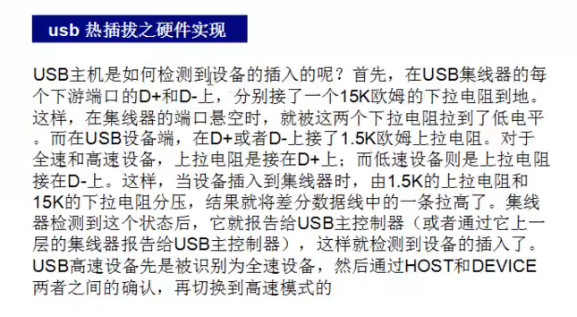 usb 热插拔之硬件实现
USB主机是如何检测到设备的插入的呢？首先，在USB集线器的每
个下游端口的D+和D-上，分别接了一个15K欧姆的下拉电阻到地。
这样，在集线器的端口悬空时，就被这两个下拉电阻拉到了低电平
。而在USB设备端，在D+或者D-上接了1.5K欧姆上拉电阻。对于
全速和高速设备，上拉电阻是接在D+上；而低速设备则是上拉电阻
接在D-上。这样，当设备插入到集线器时，由1.5K的上拉电阻和
15K的下拉电阻分压，结果就将差分数据线中的一条拉高了。集线
器检测到这个状态后，它就报告给USB主控制器（或者通过它上一
层的集线器报告给USB主控制器），这样就检测到设备的插入了。
USB高速设备先是被识别为全速设备，然后通过HOST和DEVICE
两者之间的确认，再切换到高速模式的